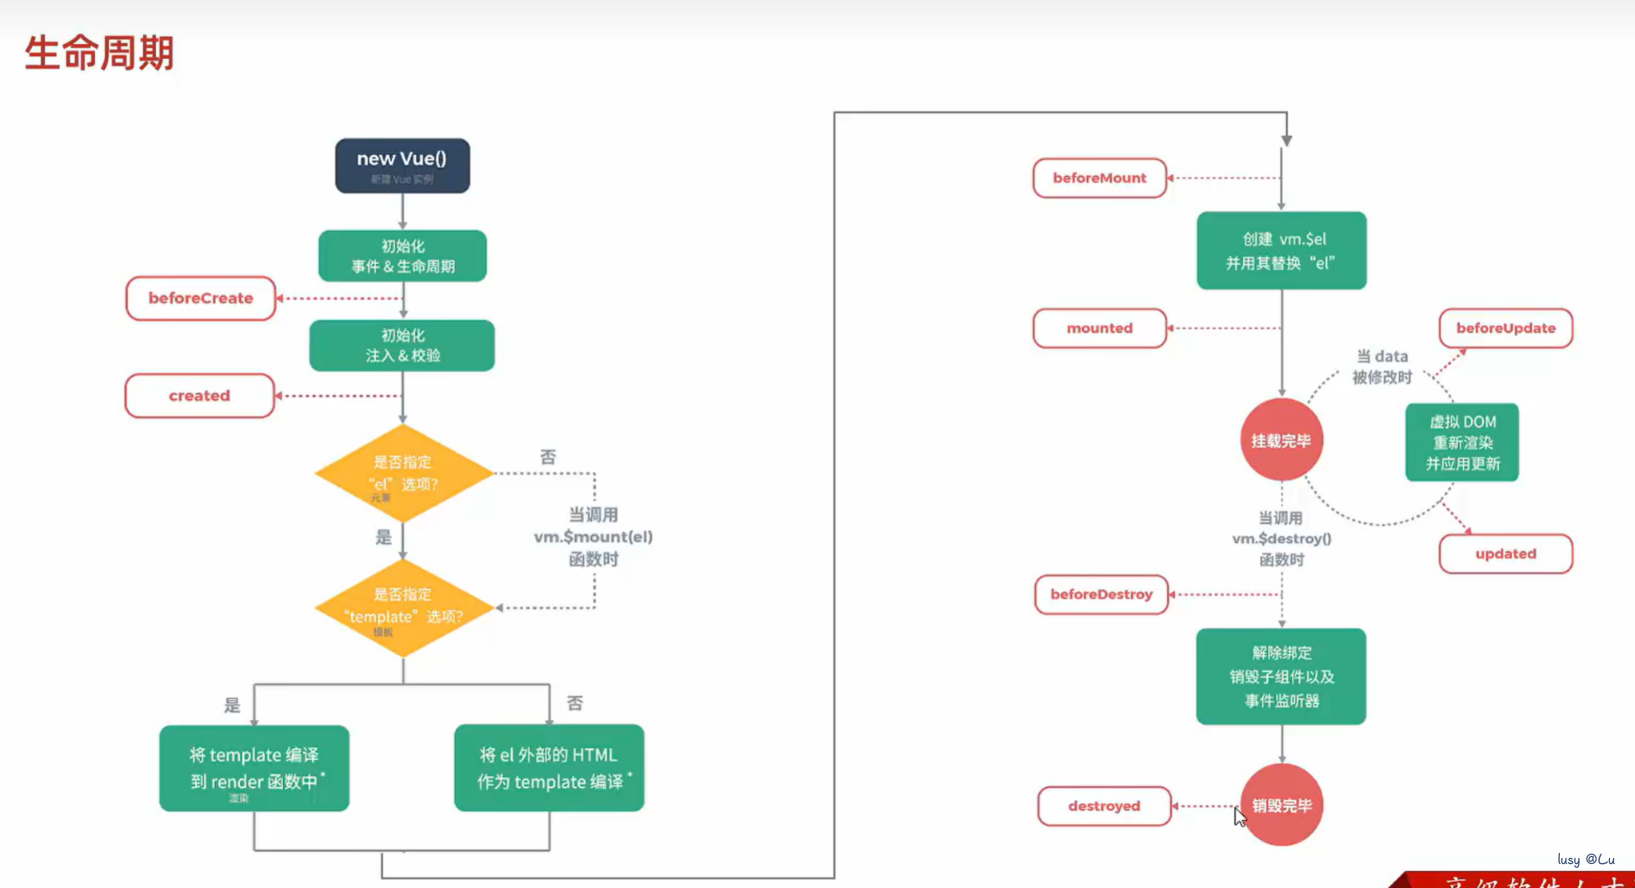 生命周期
new Vue()
新建 Vue 实例
初始化
事件 & 生命周期
beforeCreate
初始化
注入 & 校验
created
是否指定
“el” 选项?
元素
否
当调用
vm.$mount(el)
函数时
是
是否指定
“template” 选项?
模板
是
否
将 template 编译
到 render 函数中*
渲染
将 el 外部的 HTML
作为 template 编译*
beforeMount
创建 vm.$el
并用其替换 “el”
mounted
beforeUpdate
当 data
被修改时
挂载完毕
虚拟 DOM
重新渲染
并应用更新
updated
当调用
vm.$destroy()
函数时
beforeDestroy
解除绑定
销毁子组件以及
事件监听器
destroyed
销毁完毕
lusy @Lu
高级软件人才